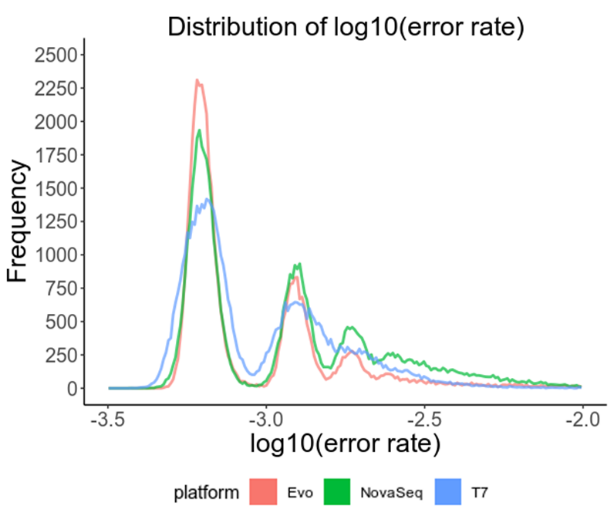 Distribution of log10(error rate)
Frequency
2500
2250
2000
1750
1500
1250
1000
750
500
250
0
-3.5 -3.0 -2.5 -2.0
log10(error rate)
platform Evo NovaSeq T7